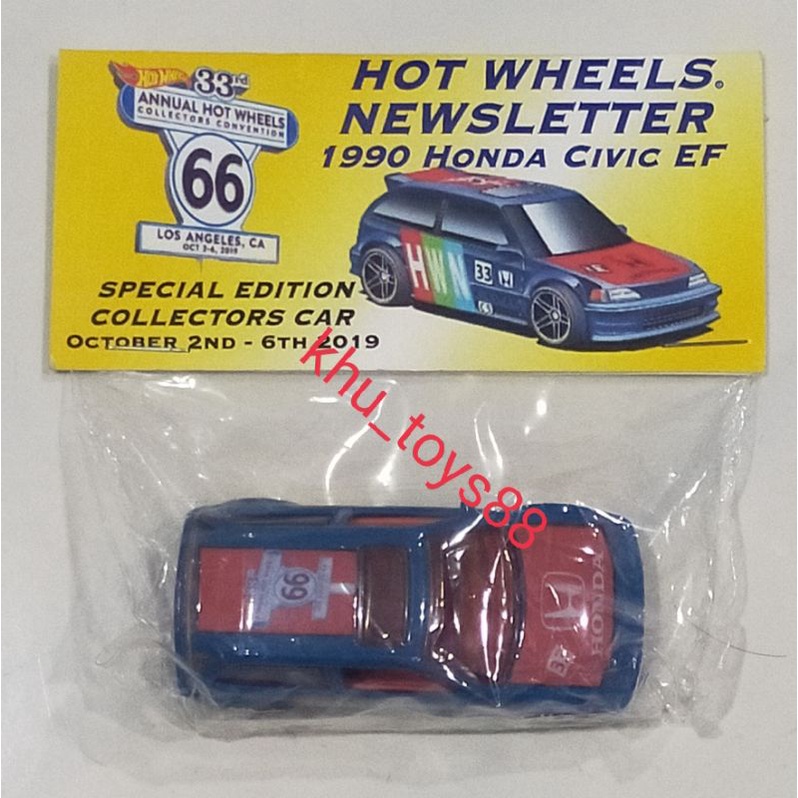 HOT WHEELS
33rd
ANNUAL HOT WHEELS
COLLECTORS CONVENTION
66
LOS ANGELES, CA
OCT 2-6, 2019
HOT WHEELS®
NEWSLETTER
1990 HONDA CIVIC EF
HWN
33
SPECIAL EDITION
COLLECTORS CAR
OCTOBER 2ND - 6TH 2019
khu_toys88
66
HONDA
33